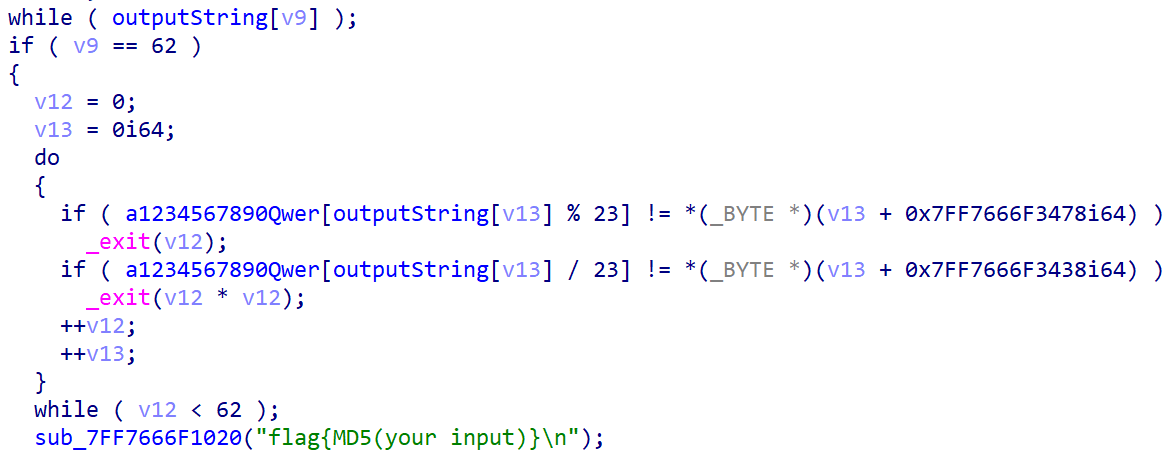 while ( outputString[v9] );
if ( v9 == 62 )
{
  v12 = 0;
  v13 = 0i64;
  do
  {
    if ( a1234567890Qwer[outputString[v13] % 23] != *(_BYTE *)(v13 + 0x7FF7666F3478i64) )
      _exit(v12);
    if ( a1234567890Qwer[outputString[v13] / 23] != *(_BYTE *)(v13 + 0x7FF7666F3438i64) )
      _exit(v12 * v12);
    ++v12;
    ++v13;
  }
  while ( v12 < 62 );
  sub_7FF7666F1020("flag{MD5(your input)}\n");